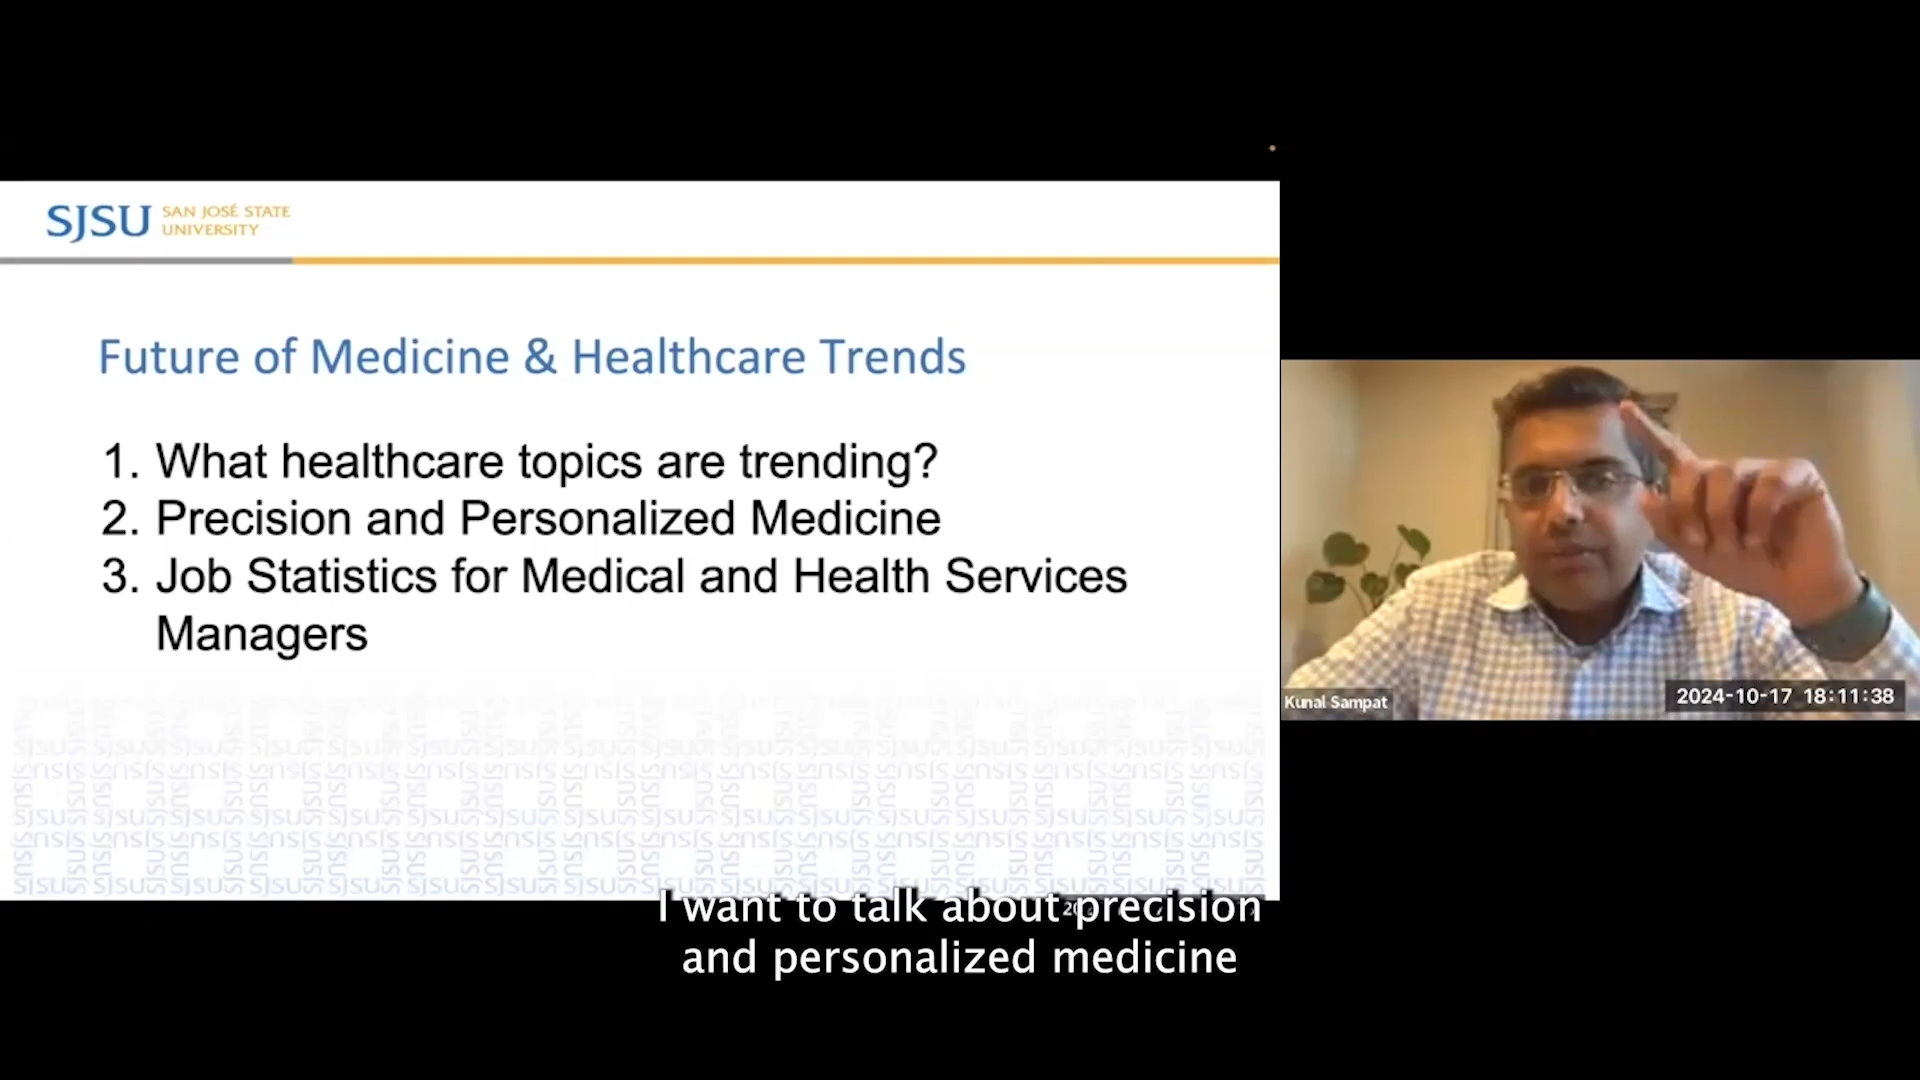 SJSU SAN JOSÉ STATE
UNIVERSITY
Future of Medicine & Healthcare Trends
1. What healthcare topics are trending?
2. Precision and Personalized Medicine
3. Job Statistics for Medical and Health Services
Managers
Kunal Sampat
2024-10-17 18:11:38
I want to talk about precision
and personalized medicine